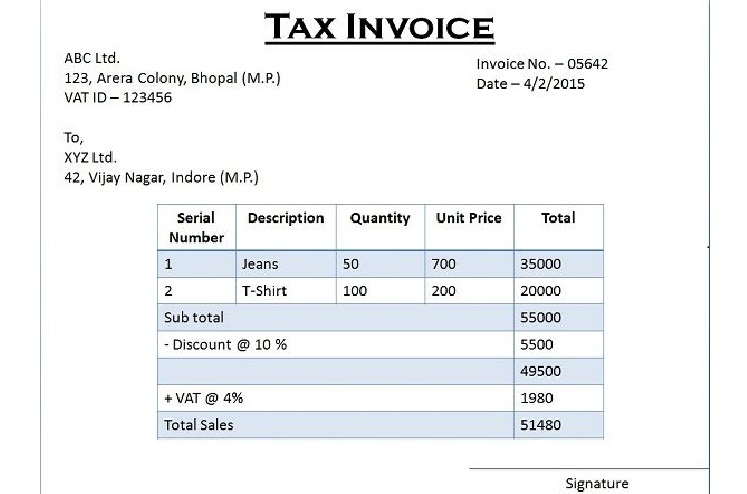 TAX INVOICE
ABC Ltd.
123, Arera Colony, Bhopal (M.P.)
VAT ID – 123456
Invoice No. – 05642
Date – 4/2/2015
To,
XYZ Ltd.
42, Vijay Nagar, Indore (M.P.)
Serial Number Description Quantity Unit Price Total
1 Jeans 50 700 35000
2 T-Shirt 100 200 20000
Sub total 55000
- Discount @ 10 % 5500
49500
+ VAT @ 4% 1980
Total Sales 51480
Signature